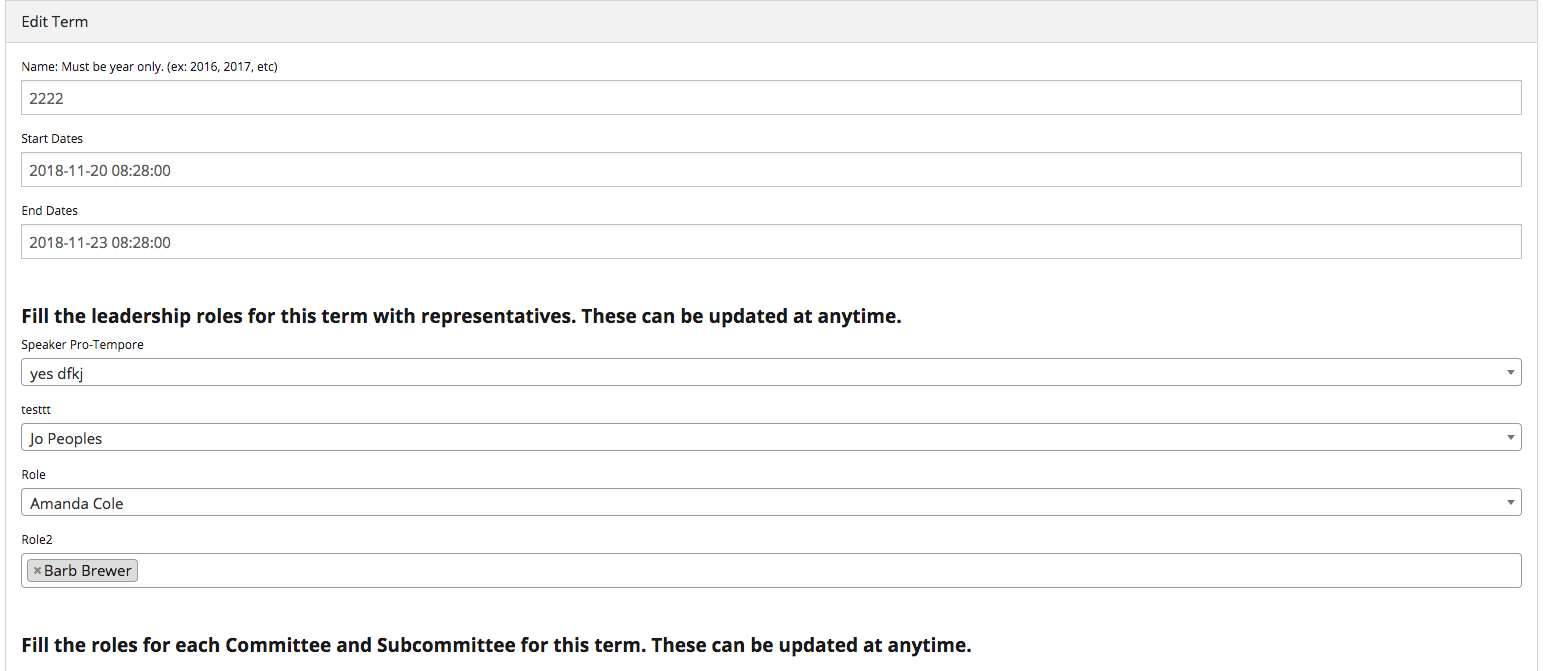 Edit Term
Name: Must be year only. (ex: 2016, 2017, etc)
2222
Start Dates
2018-11-20 08:28:00
End Dates
2018-11-23 08:28:00
Fill the leadership roles for this term with representatives. These can be updated at anytime.
Speaker Pro-Tempore
yes dfkj
testtt
Jo Peoples
Role
Amanda Cole
Role2
×Barb Brewer
Fill the roles for each Committee and Subcommittee for this term. These can be updated at anytime.